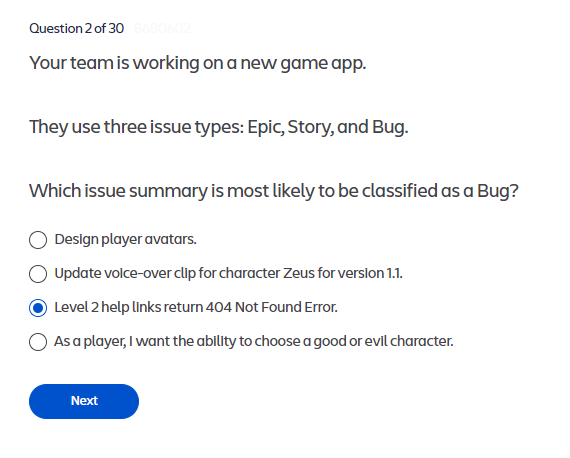 Question 2 of 30
Your team is working on a new game app.
They use three issue types: Epic, Story, and Bug.
Which issue summary is most likely to be classified as a Bug?
Design player avatars.
Update voice-over clip for character Zeus for version 1.1.
Level 2 help links return 404 Not Found Error.
As a player, I want the ability to choose a good or evil character.
Next